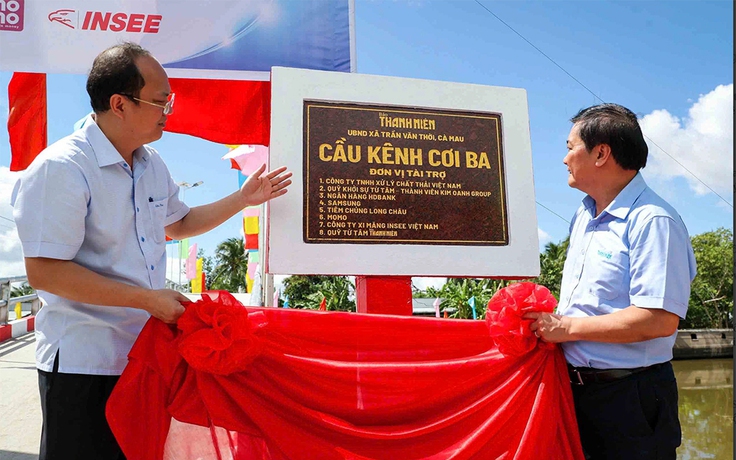 mo
mo
INSEE
Báo
THANH NIÊN
UBND XÃ TRẦN VĂN THỜI, CÀ MAU
CẦU KÊNH CƠI BA
ĐƠN VỊ TÀI TRỢ
1. CÔNG TY TNHH XỬ LÝ CHẤT THẢI VIỆT NAM
2. QUỸ KHỞI SỰ TỪ TÂM - THÀNH VIÊN KIM OANH GROUP
3. NGÂN HÀNG HDBANK
4. SAMSUNG
5. TIÊM CHỦNG LONG CHÂU
6. MOMO
7. CÔNG TY XI MĂNG INSEE VIỆT NAM
8. QUỸ TỪ TÂM THANH NIÊN